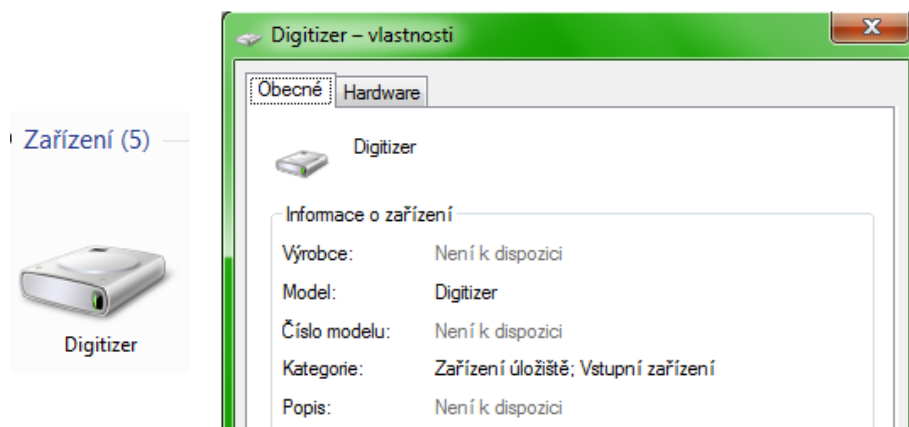 Zařízení (5)
Digitizer
Digitizer – vlastnosti
Obecné
Hardware
Digitizer
Informace o zařízení
Výrobce: Není k dispozici
Model: Digitizer
Číslo modelu: Není k dispozici
Kategorie: Zařízení úložiště; Vstupní zařízení
Popis: Není k dispozici